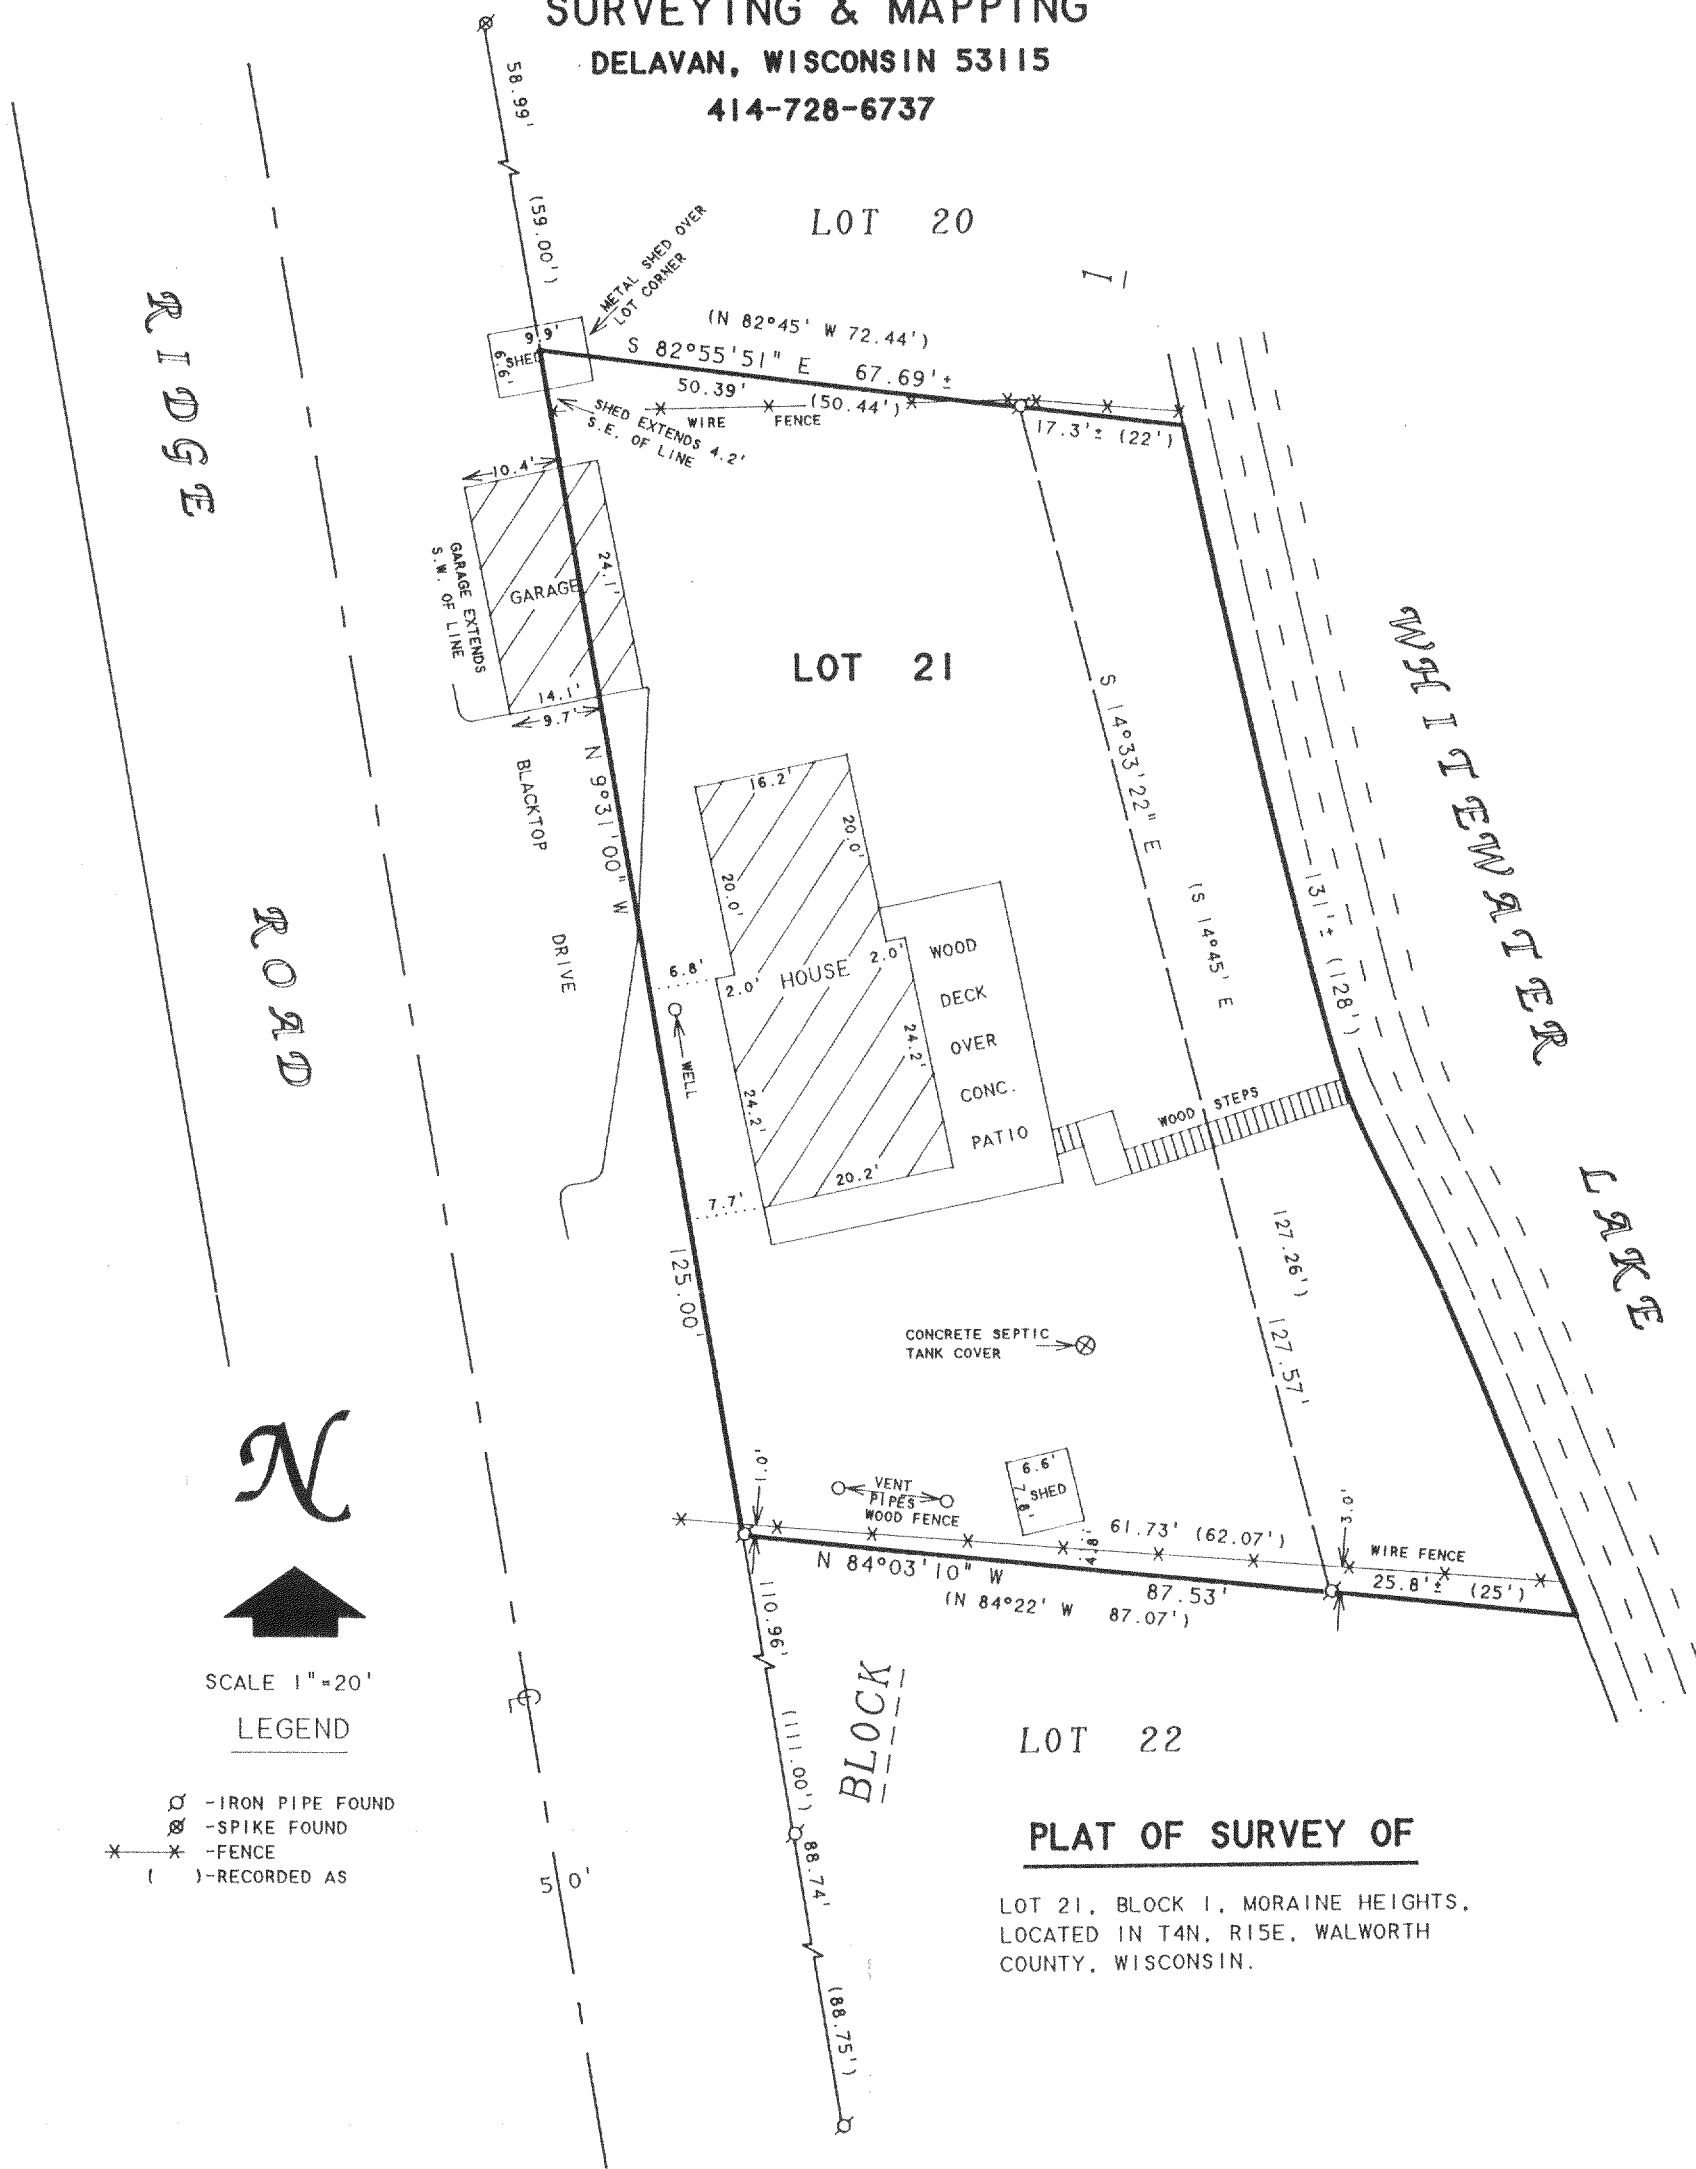 SURVEYING & MAPPING
DELAVAN, WISCONSIN 53115
414-728-6737
58.99'
(59.00')
LOT 20
1
METAL SHED OVER
LOT CORNER
(N 82°45' W 72.44')
S 82°55'51" E 67.69'±
9.9'
6.6'
SHED
50.39'
(50.44')
WIRE FENCE
17.3'± (22')
SHED EXTENDS 4.2'
S.E. OF LINE
RIDGE
ROAD
10.4'
24.1'
GARAGE
GARAGE EXTENDS
S.W. OF LINE
14.1'
9.7'
LOT 21
N 9°31'00" W
BLACKTOP
DRIVE
S 14°33'22" E
(S 14°45' E
WHITEWATER
LAKE
131'± (128')
16.2'
20.0'
20.0'
6.8'
2.0'
HOUSE
2.0'
WOOD
DECK
OVER
CONC.
PATIO
WELL
24.2'
24.2'
20.2'
7.7'
WOOD STEPS
125.00'
127.26')
127.57'
CONCRETE SEPTIC
TANK COVER
1.0'
VENT
PIPES
WOOD FENCE
6.6'
7.8'
SHED
4.8'
61.73' (62.07')
3.0'
WIRE FENCE
25.8'± (25')
N 84°03'10" W
87.53'
(N 84°22' W 87.07')
110.96'
(111.00')
BLOCK
LOT 22
88.74'
(88.75')
N
SCALE 1"=20'
LEGEND
-IRON PIPE FOUND
-SPIKE FOUND
-FENCE
( )-RECORDED AS
CL
50'
PLAT OF SURVEY OF
LOT 21, BLOCK 1, MORAINE HEIGHTS,
LOCATED IN T4N, R15E, WALWORTH
COUNTY, WISCONSIN.